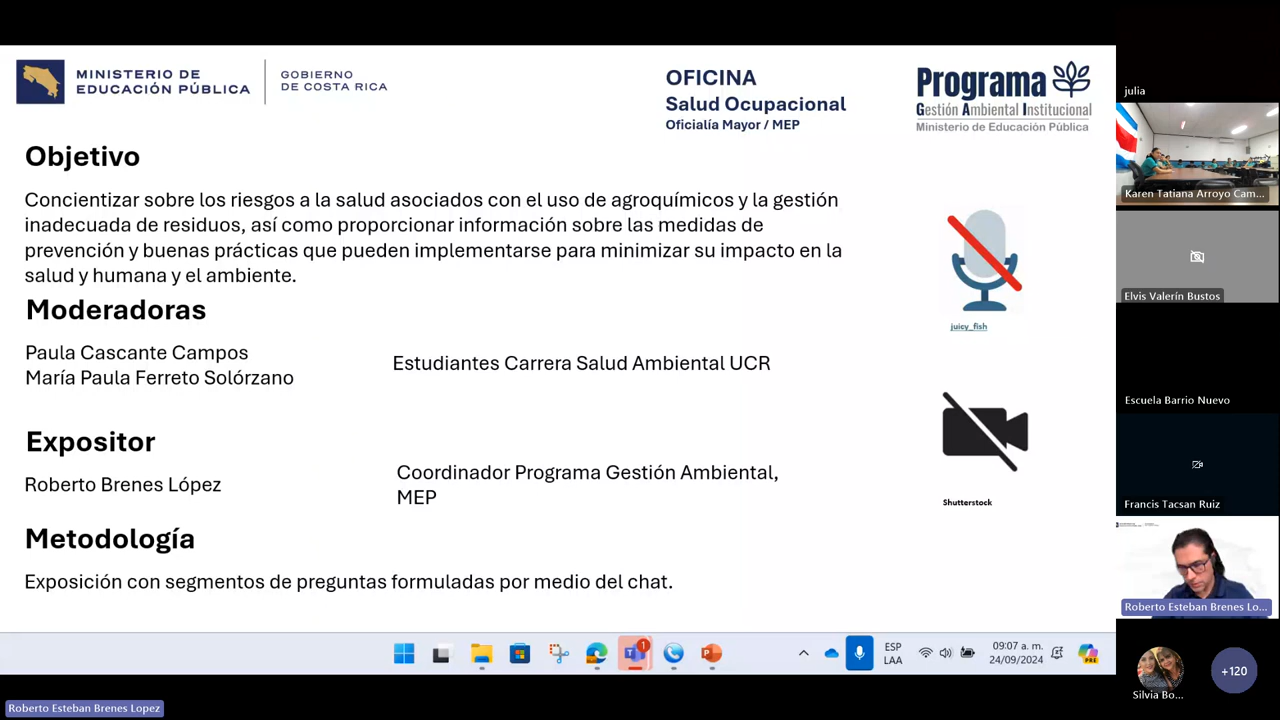 MINISTERIO DE
EDUCACIÓN PÚBLICA
GOBIERNO
DE COSTA RICA
OFICINA
Salud Ocupacional
Oficialía Mayor / MEP
Programa
Gestión Ambiental Institucional
Ministerio de Educación Pública
Objetivo
Concientizar sobre los riesgos a la salud asociados con el uso de agroquímicos y la gestión
inadecuada de residuos, así como proporcionar información sobre las medidas de
prevención y buenas prácticas que pueden implementarse para minimizar su impacto en la
salud y humana y el ambiente.
Moderadoras
Paula Cascante Campos
María Paula Ferreto Solórzano
Estudiantes Carrera Salud Ambiental UCR
Expositor
Roberto Brenes López
Coordinador Programa Gestión Ambiental,
MEP
Metodología
Exposición con segmentos de preguntas formuladas por medio del chat.
juicy_fish
Shutterstock
1
ESP
LAA
09:07 a. m.
24/09/2024
PRE
Roberto Esteban Brenes Lopez
julia
Karen Tatiana Arroyo Cam...
Elvis Valerín Bustos
Escuela Barrio Nuevo
Francis Tacsan Ruiz
Roberto Esteban Brenes Lo...
Silvia Bo...
+120